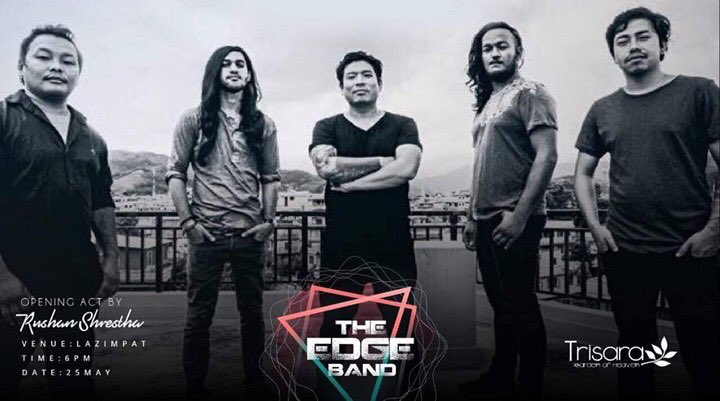 OPENING ACT BY
Rushan Shrestha
VENUE:LAZIMPAT
TIME:6PM
DATE:25MAY
THE
EDGE
BAND
Trisara
GARDEN OF HEAVEN